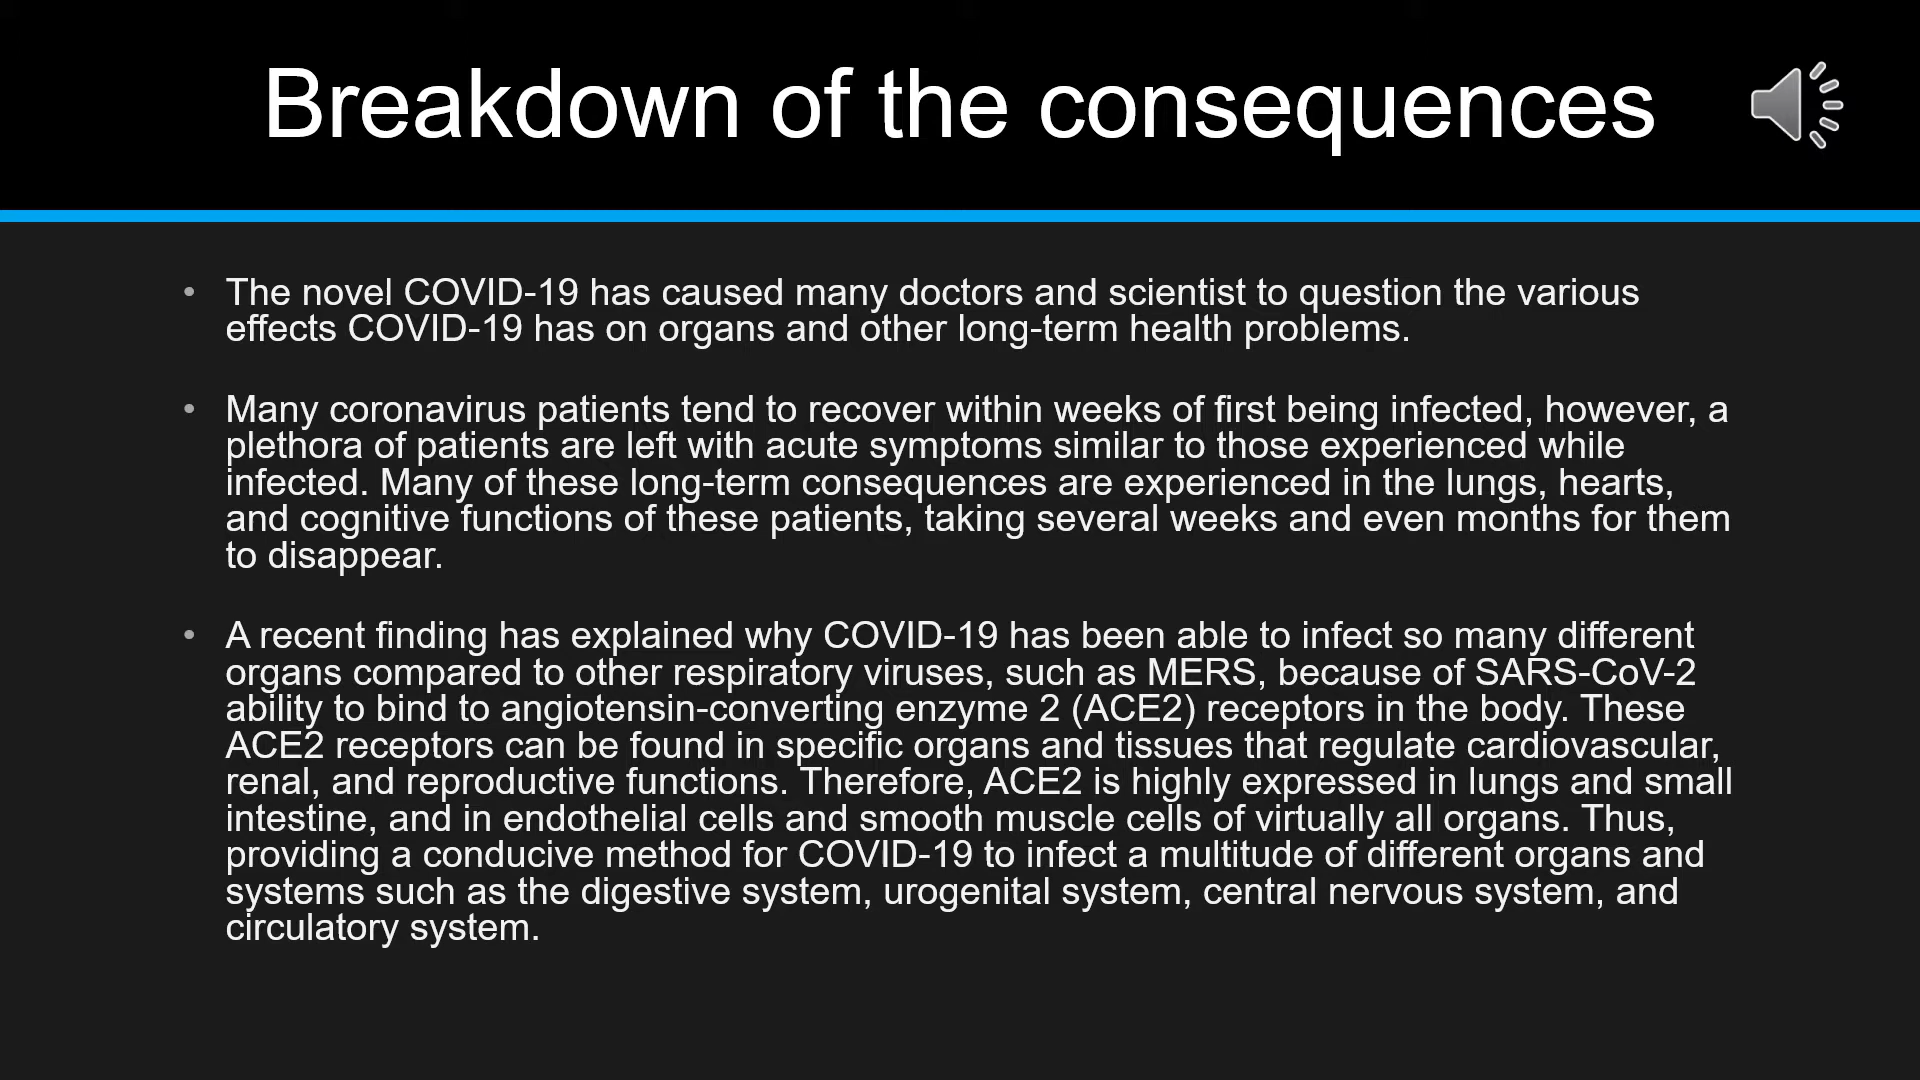 Breakdown of the consequences
• The novel COVID-19 has caused many doctors and scientist to question the various
effects COVID-19 has on organs and other long-term health problems.
• Many coronavirus patients tend to recover within weeks of first being infected, however, a
plethora of patients are left with acute symptoms similar to those experienced while
infected. Many of these long-term consequences are experienced in the lungs, hearts,
and cognitive functions of these patients, taking several weeks and even months for them
to disappear.
• A recent finding has explained why COVID-19 has been able to infect so many different
organs compared to other respiratory viruses, such as MERS, because of SARS-CoV-2
ability to bind to angiotensin-converting enzyme 2 (ACE2) receptors in the body. These
ACE2 receptors can be found in specific organs and tissues that regulate cardiovascular,
renal, and reproductive functions. Therefore, ACE2 is highly expressed in lungs and small
intestine, and in endothelial cells and smooth muscle cells of virtually all organs. Thus,
providing a conducive method for COVID-19 to infect a multitude of different organs and
systems such as the digestive system, urogenital system, central nervous system, and
circulatory system.